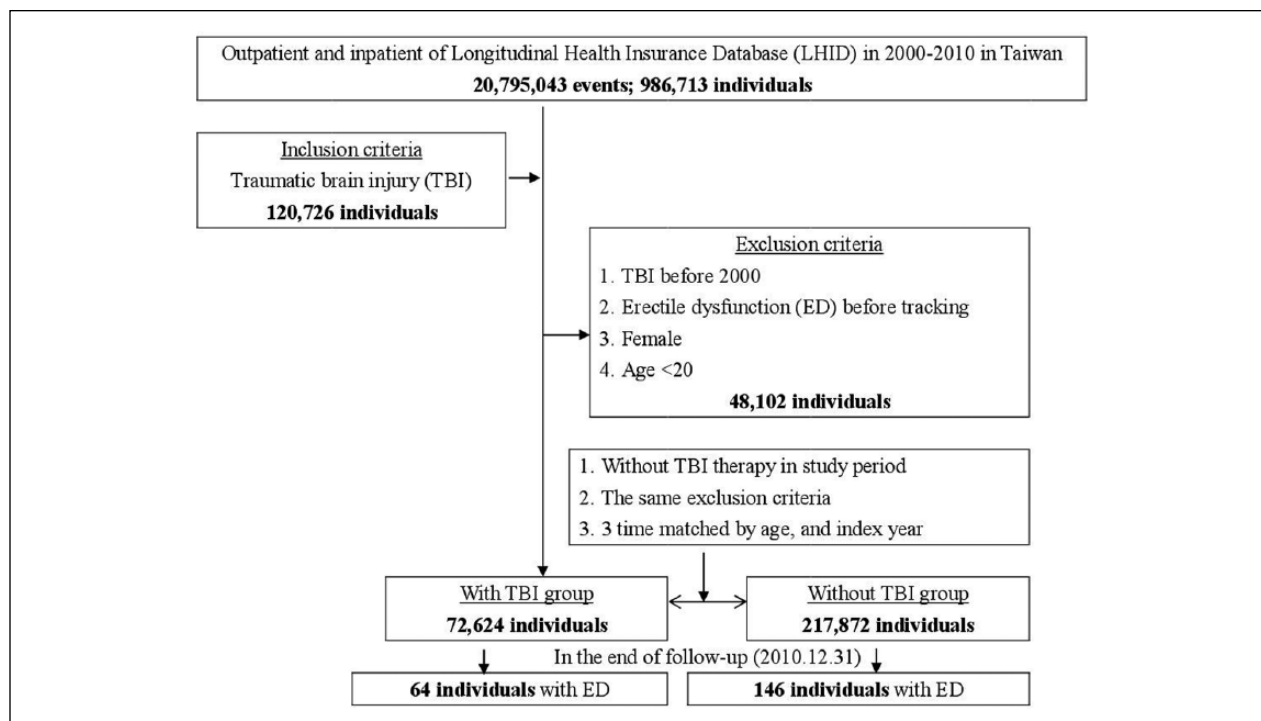 Outpatient and inpatient of Longitudinal Health Insurance Database (LHID) in 2000-2010 in Taiwan
20,795,043 events; 986,713 individuals
Inclusion criteria
Traumatic brain injury (TBI)
120,726 individuals
Exclusion criteria
1. TBI before 2000
2. Erectile dysfunction (ED) before tracking
3. Female
4. Age <20
48,102 individuals
1. Without TBI therapy in study period
2. The same exclusion criteria
3. 3 time matched by age, and index year
With TBI group
72,624 individuals
Without TBI group
217,872 individuals
In the end of follow-up (2010.12.31)
64 individuals with ED
146 individuals with ED